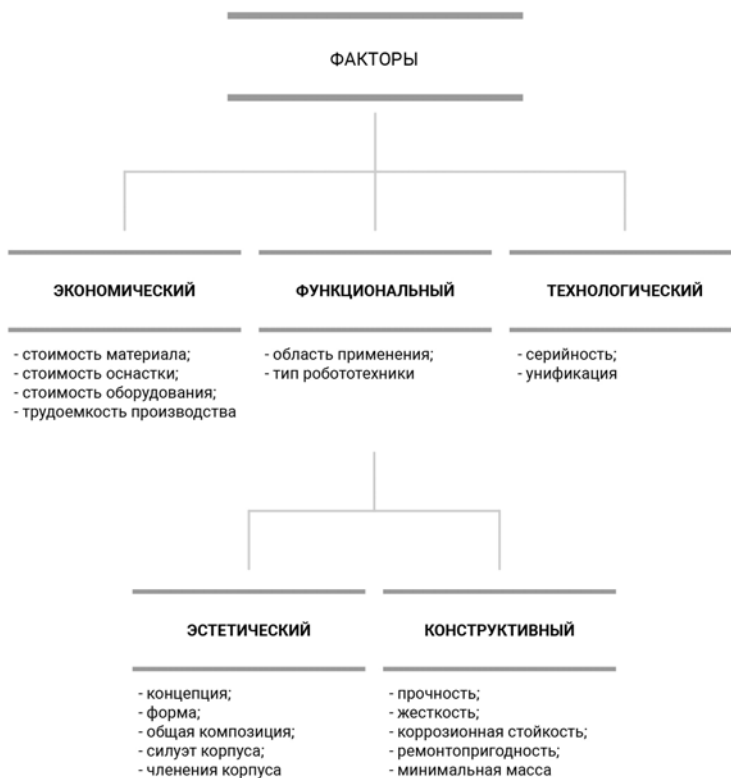 ФАКТОРЫ
ЭКОНОМИЧЕСКИЙ
- стоимость материала;
- стоимость оснастки;
- стоимость оборудования;
- трудоемкость производства
ФУНКЦИОНАЛЬНЫЙ
- область применения;
- тип робототехники
ТЕХНОЛОГИЧЕСКИЙ
- серийность;
- унификация
ЭСТЕТИЧЕСКИЙ
- концепция;
- форма;
- общая композиция;
- силуэт корпуса;
- членения корпуса
КОНСТРУКТИВНЫЙ
- прочность;
- жесткость;
- коррозионная стойкость;
- ремонтопригодность;
- минимальная масса